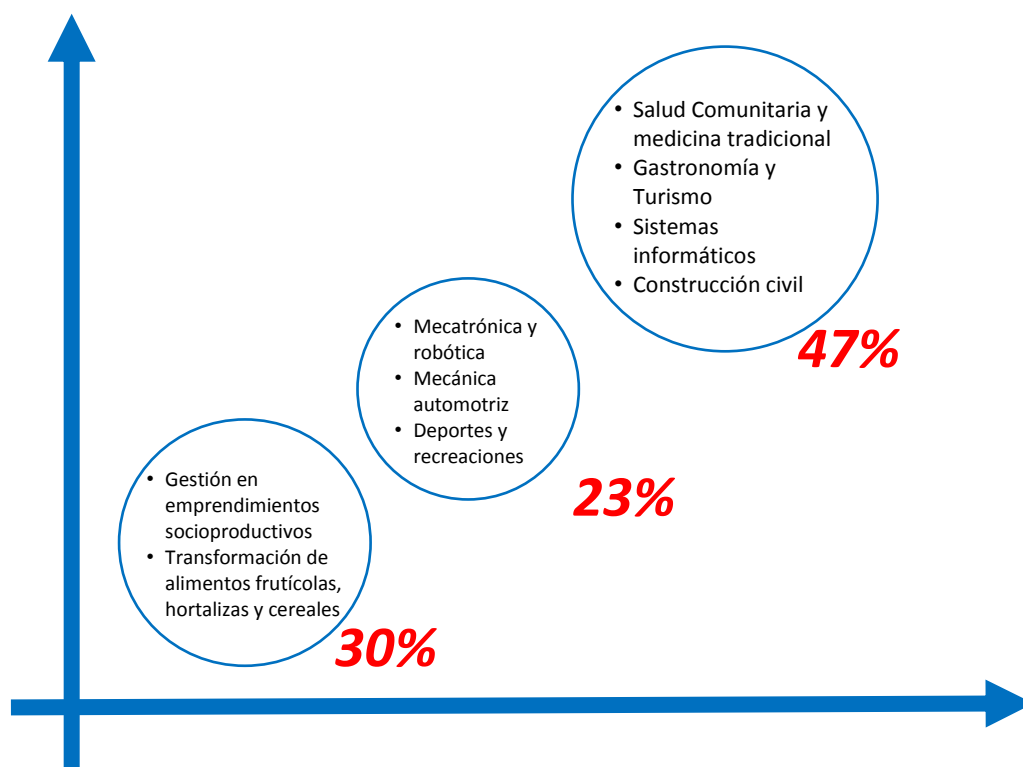 • Salud Comunitaria y
medicina tradicional
• Gastronomía y
Turismo
• Sistemas
informáticos
• Construcción civil
47%
• Mecatrónica y
robótica
• Mecánica
automotriz
• Deportes y
recreaciones
23%
• Gestión en
emprendimientos
socioproductivos
• Transformación de
alimentos frutícolas,
hortalizas y cereales
30%